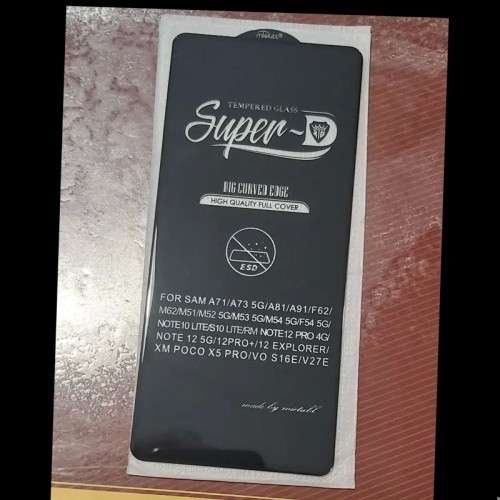 mietubl®
TEMPERED GLASS
Super-D
BIG CURVED EDGE
HIGH QUALITY FULL COVER
ESD
FOR SAM A71/A73 5G/A81/A91/F62/
M62/M51/M52 5G/M53 5G/M54 5G/F54 5G/
NOTE10 LITE/S10 LITE/RM NOTE12 PRO 4G/
NOTE 12 5G/12PRO+/12 EXPLORER/
XM POCO X5 PRO/VO S16E/V27E
made by mietubl